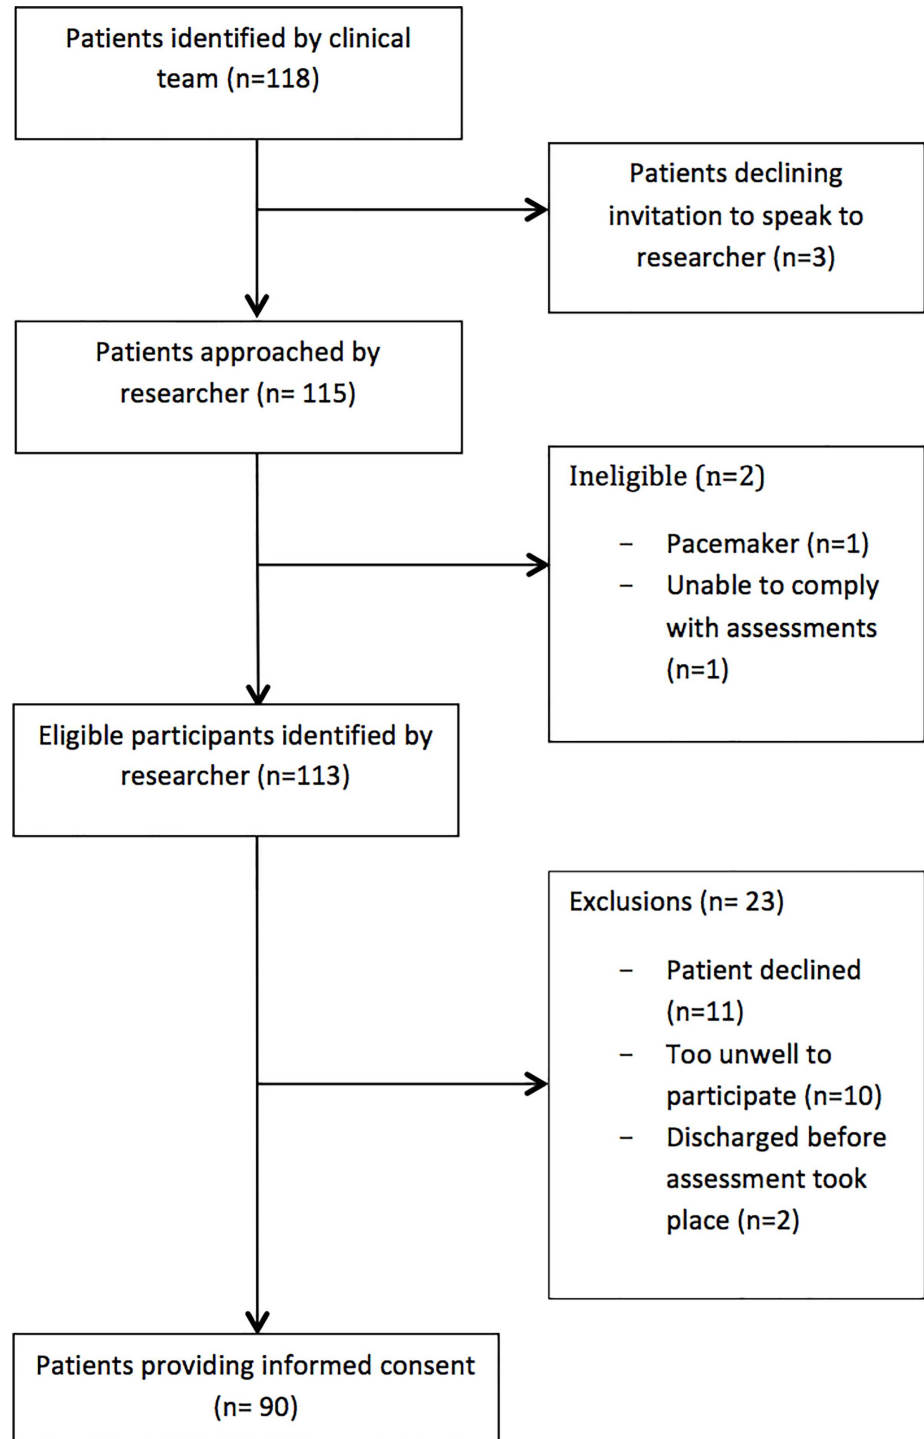 Patients identified by clinical
team (n=118)
Patients declining
invitation to speak to
researcher (n=3)
Patients approached by
researcher (n= 115)
Ineligible (n=2)
– Pacemaker (n=1)
– Unable to comply
with assessments
(n=1)
Eligible participants identified by
researcher (n=113)
Exclusions (n= 23)
– Patient declined
(n=11)
– Too unwell to
participate (n=10)
– Discharged before
assessment took
place (n=2)
Patients providing informed consent
(n= 90)